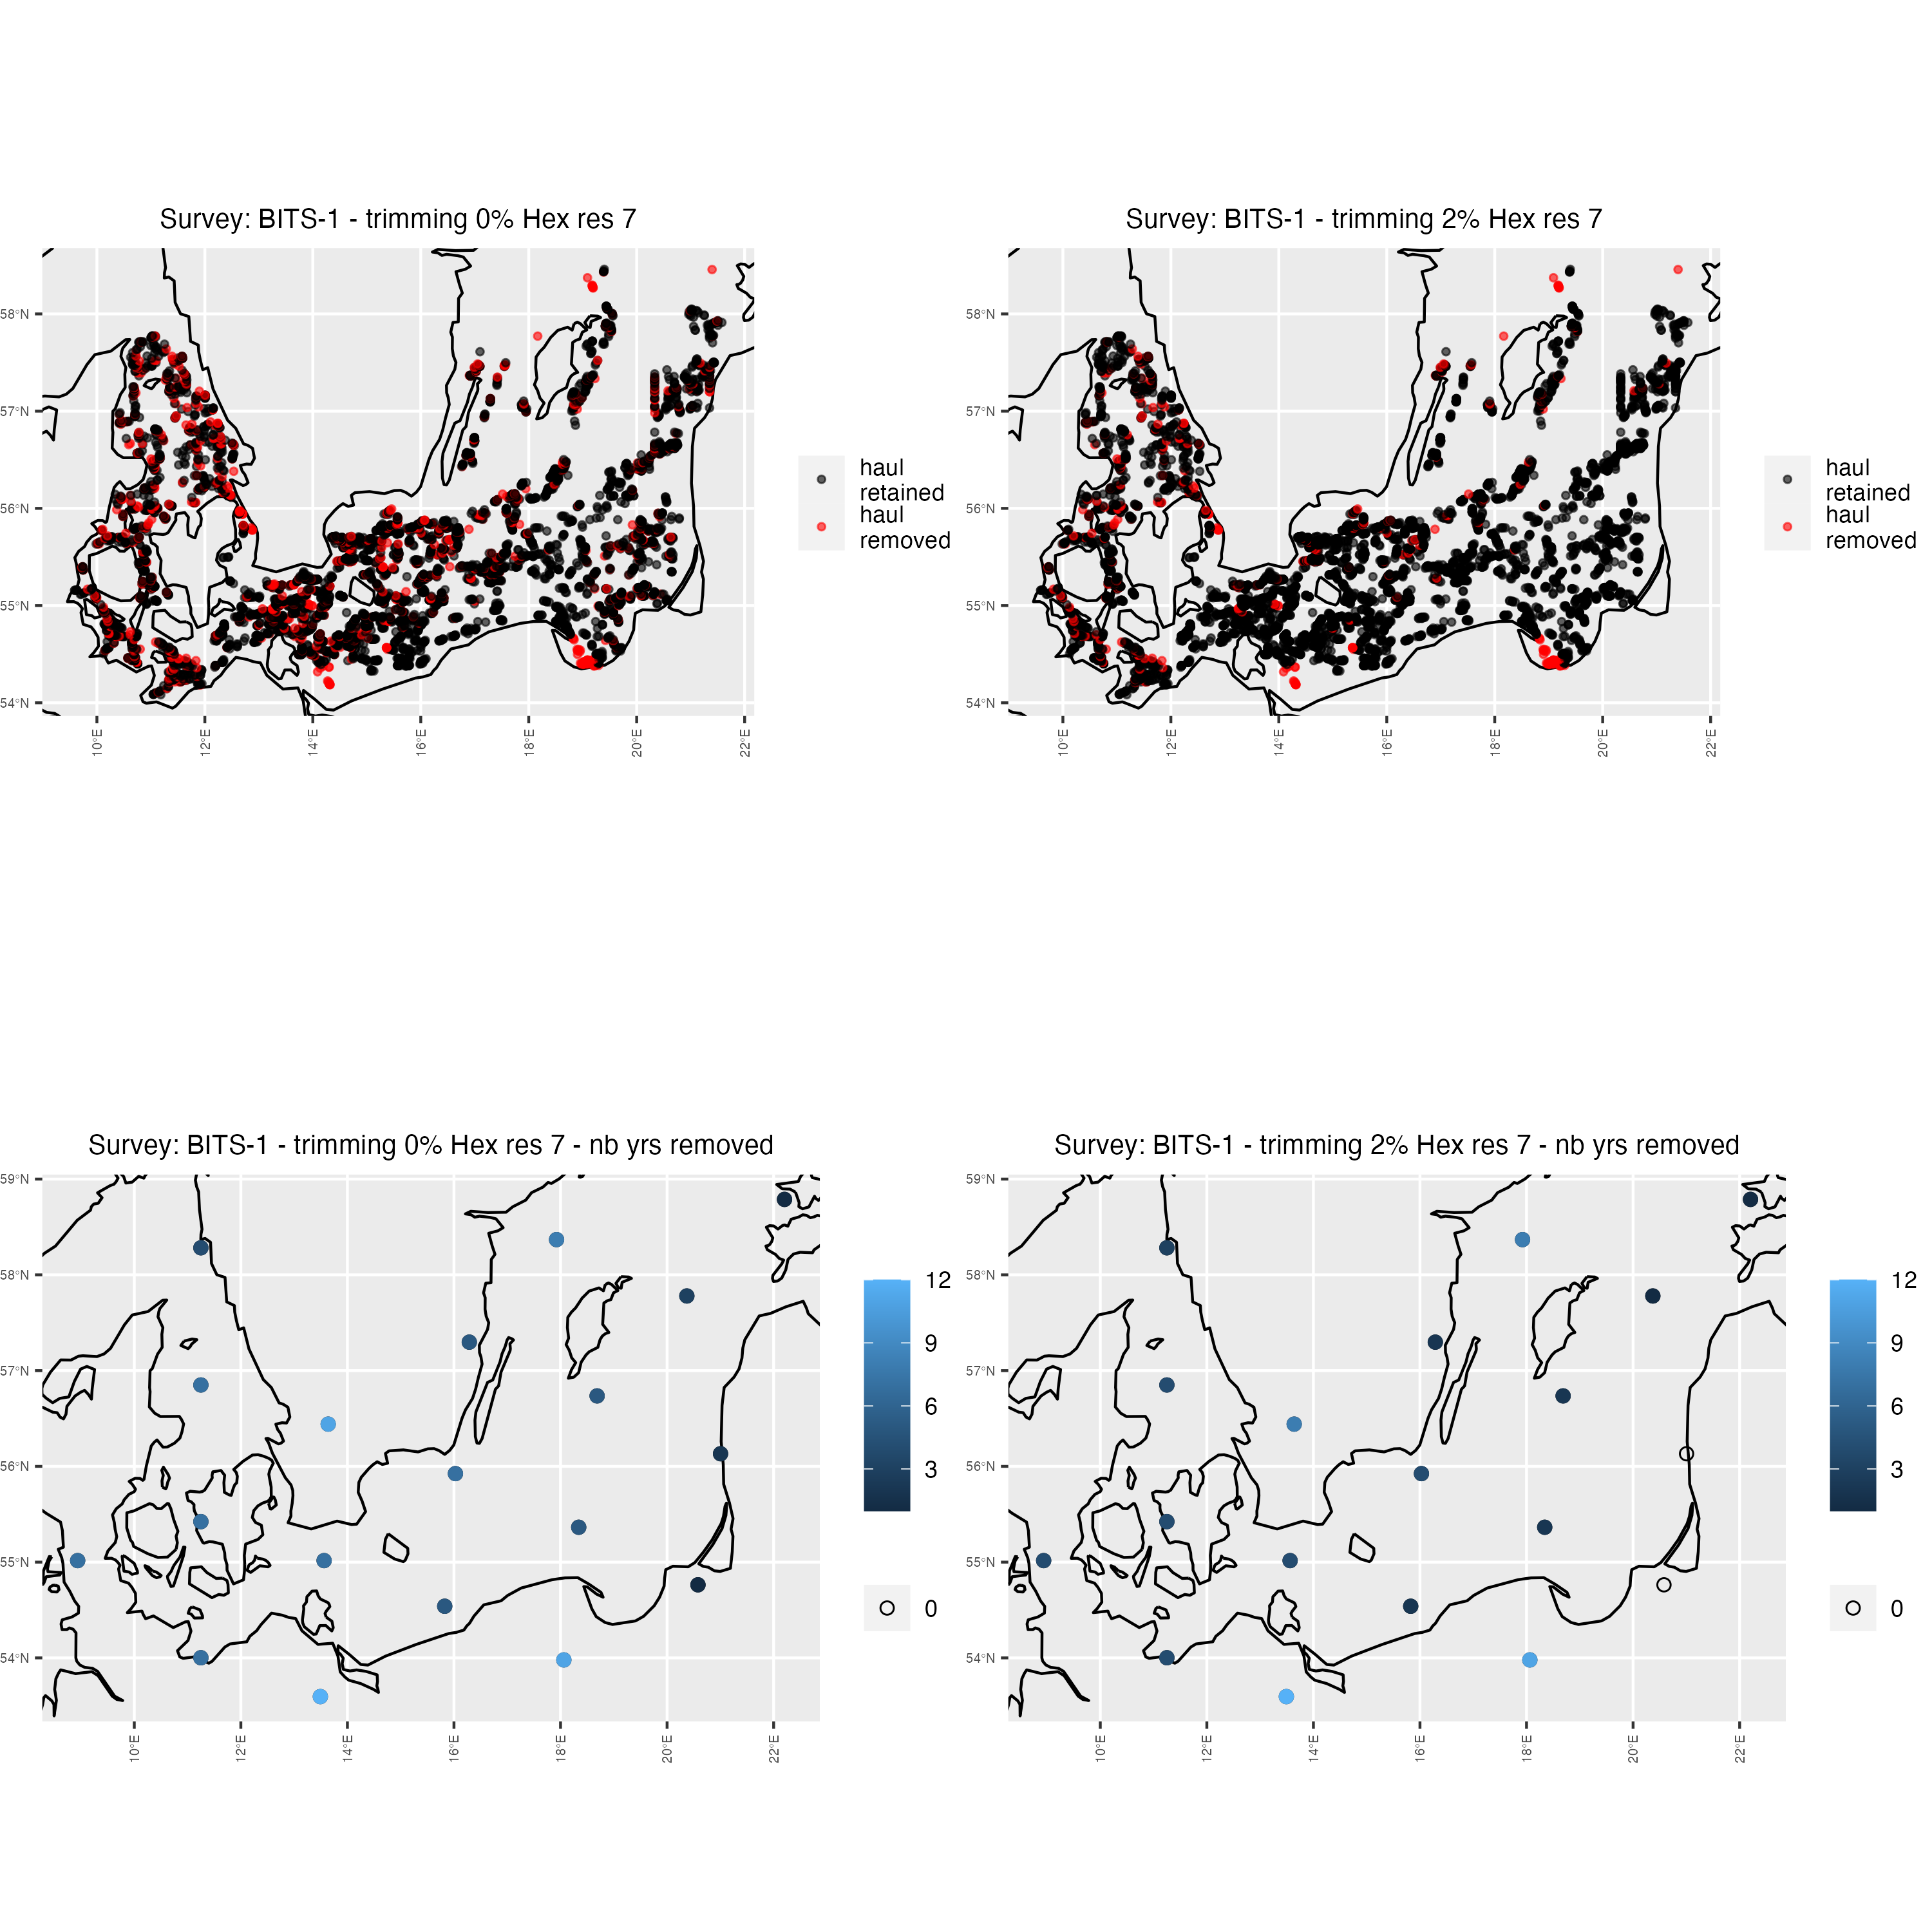 Survey: BITS-1 - trimming 0% Hex res 7
58°N
57°N
56°N
55°N
54°N
10°E
12°E
14°E
16°E
18°E
20°E
22°E
haul
retained
haul
removed
Survey: BITS-1 - trimming 2% Hex res 7
58°N
57°N
56°N
55°N
54°N
10°E
12°E
14°E
16°E
18°E
20°E
22°E
haul
retained
haul
removed
Survey: BITS-1 - trimming 0% Hex res 7 - nb yrs removed
59°N
58°N
57°N
56°N
55°N
54°N
10°E
12°E
14°E
16°E
18°E
20°E
22°E
12
9
6
3
0
Survey: BITS-1 - trimming 2% Hex res 7 - nb yrs removed
59°N
58°N
57°N
56°N
55°N
54°N
10°E
12°E
14°E
16°E
18°E
20°E
22°E
12
9
6
3
0